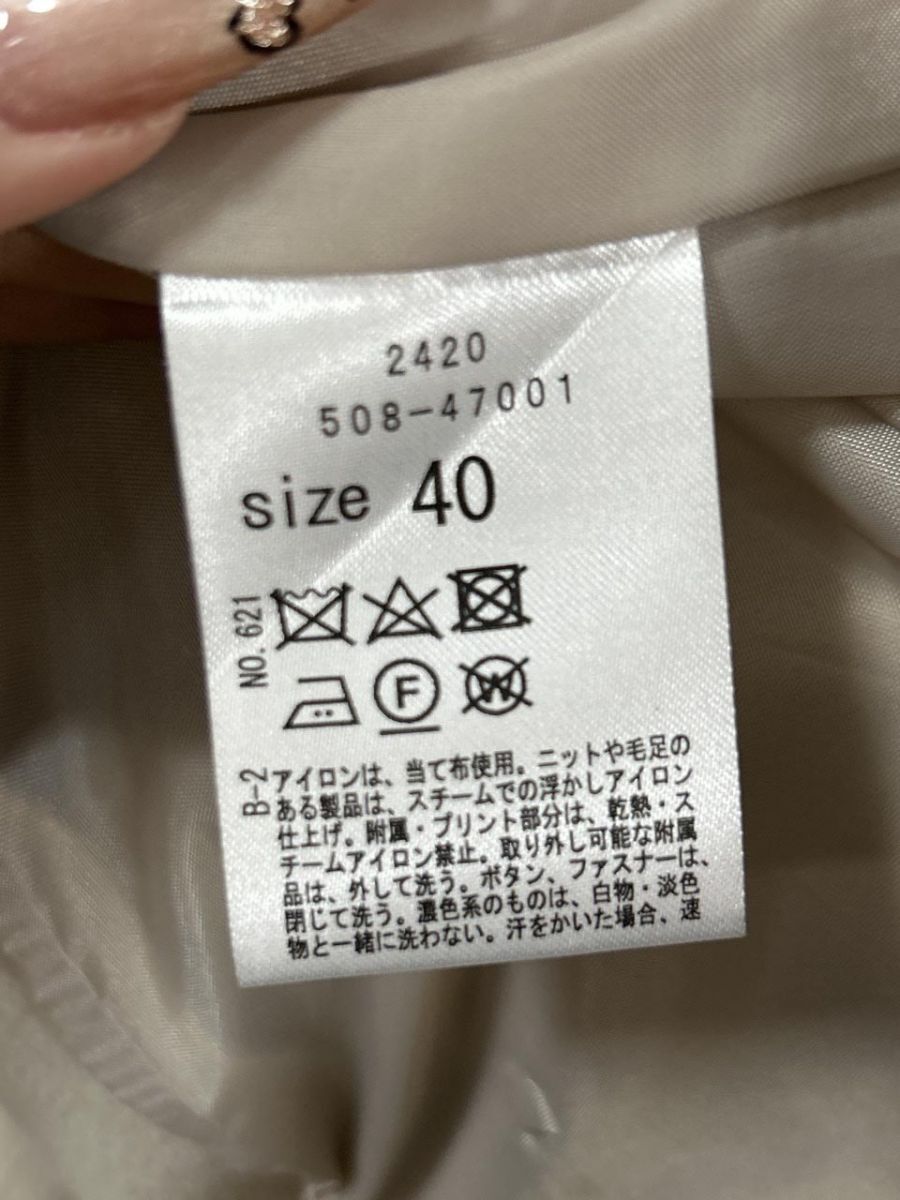 2420
508-47001
size 40
NO.621
F
W
B-2
アイロンは、当て布使用。ニットや毛足の
ある製品は、スチームでの浮かしアイロン
仕上げ。附属・プリント部分は、乾熱・ス
チームアイロン禁止。取り外し可能な附属
品は、外して洗う。ボタン、ファスナーは、
閉じて洗う。濃色系のものは、白物・淡色
物と一緒に洗わない。汗をかいた場合、速